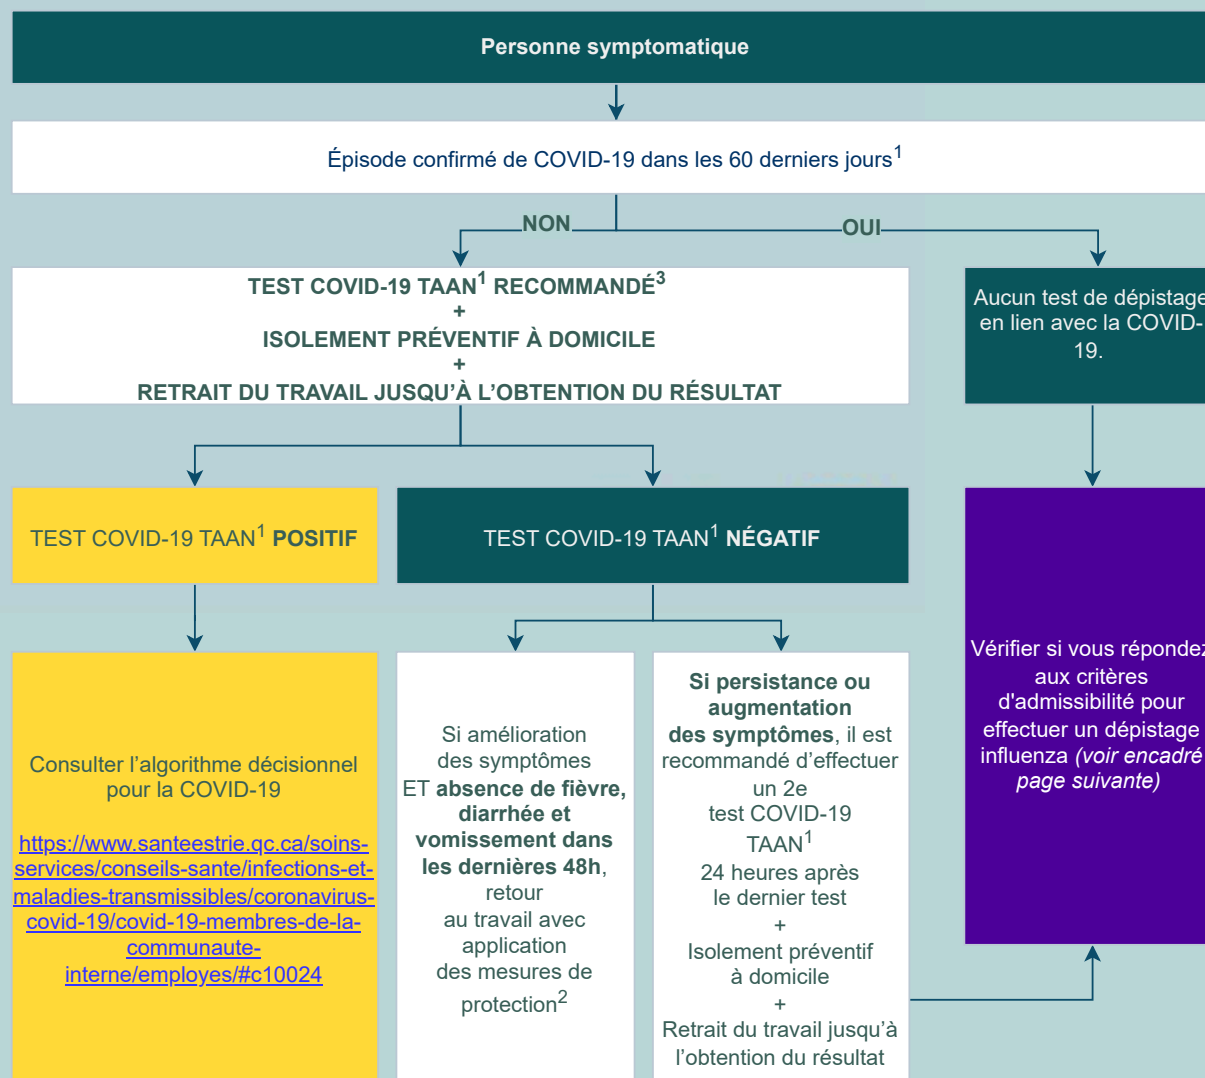 Personne symptomatique
Épisode confirmé de COVID-19 dans les 60 derniers jours1
NON
OUI
TEST COVID-19 TAAN1 RECOMMANDÉ3
+
ISOLEMENT PRÉVENTIF À DOMICILE
+
RETRAIT DU TRAVAIL JUSQU'À L'OBTENTION DU RÉSULTAT
Aucun test de dépistage
en lien avec la COVID-
19.
TEST COVID-19 TAAN1 POSITIF
TEST COVID-19 TAAN1 NÉGATIF
Consulter l'algorithme décisionnel
pour la COVID-19
https://www.santeestrie.qc.ca/soins-
services/conseils-sante/infections-et-
maladies-transmissibles/coronavirus-
covid-19/covid-19-membres-de-la-
communaute-
interne/employes/#c10024
Si amélioration
des symptômes
ET absence de fièvre,
diarrhée et
vomissement dans
les dernières 48h,
retour
au travail avec
application
des mesures de
protection2
Si persistance ou
augmentation
des symptômes, il est
recommandé d'effectuer
un 2e
test COVID-19
TAAN1
24 heures après
le dernier test
+
Isolement préventif
à domicile
+
Retrait du travail jusqu'à
l'obtention du résultat
Vérifier si vous répondez
aux critères
d'admissibilité pour
effectuer un dépistage
influenza (voir encadré
page suivante)